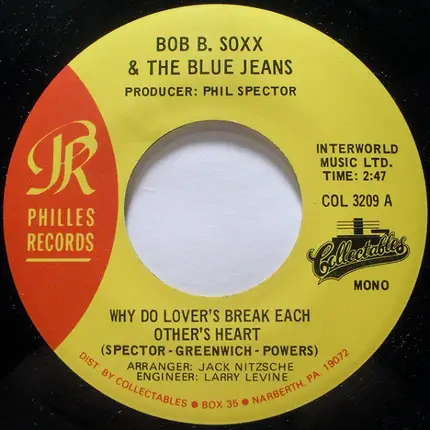 BOB B. SOXX
& THE BLUE JEANS
PRODUCER: PHIL SPECTOR
PR
PHILLES
RECORDS
INTERWORLD
MUSIC LTD.
TIME: 2:47
COL 3209 A
Collectables
MONO
WHY DO LOVER'S BREAK EACH
OTHER'S HEART
(SPECTOR - GREENWICH - POWERS)
ARRANGER: JACK NITZSCHE
ENGINEER: LARRY LEVINE
DIST. BY COLLECTABLES • BOX 35 • NARBERTH, PA. 19072